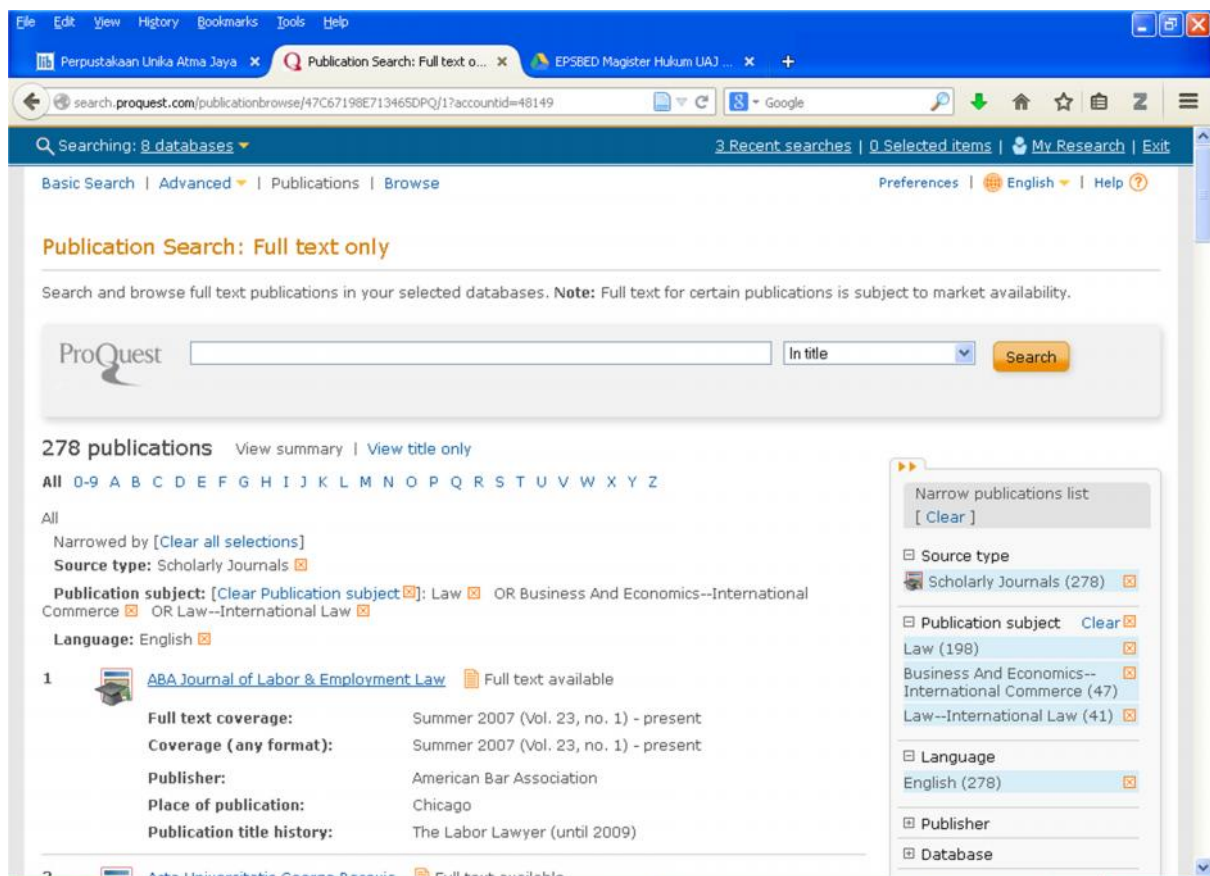 File Edit View History Bookmarks Tools Help
lib Perpustakaan Unika Atma Jaya × Publication Search: Full text o... × EPSBED Magister Hukum UAJ ... × +
search.proquest.com/publicationbrowse/47C67198E713465DPQ/1?accountid=48149 Google
Searching: 8 databases 3 Recent searches | 0 Selected items | My Research | Exit
Basic Search | Advanced | Publications | Browse Preferences | English | Help ?
Publication Search: Full text only
Search and browse full text publications in your selected databases. Note: Full text for certain publications is subject to market availability.
ProQuest In title Search
278 publications View summary | View title only
All 0-9 A B C D E F G H I J K L M N O P Q R S T U V W X Y Z
All
Narrowed by [Clear all selections]
Source type: Scholarly Journals
Publication subject: [Clear Publication subject]: Law OR Business And Economics--International
Commerce OR Law--International Law
Language: English
1 ABA Journal of Labor & Employment Law Full text available
Full text coverage: Summer 2007 (Vol. 23, no. 1) - present
Coverage (any format): Summer 2007 (Vol. 23, no. 1) - present
Publisher: American Bar Association
Place of publication: Chicago
Publication title history: The Labor Lawyer (until 2009)
2 Acta Universitatis George Bacovia Full text available
Narrow publications list
[ Clear ]
Source type
Scholarly Journals (278)
Publication subject Clear
Law (198)
Business And Economics--
International Commerce (47)
Law--International Law (41)
Language
English (278)
Publisher
Database